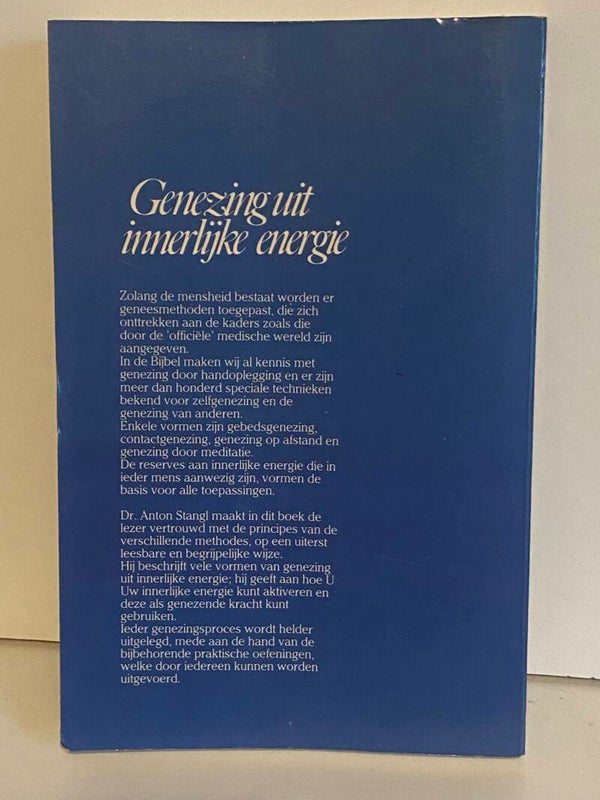 Genezing uit
innerlijke energie
Zolang de mensheid bestaat worden er
geneesmethoden toegepast, die zich
onttrekken aan de kaders zoals die
door de 'officiële' medische wereld zijn
aangegeven.
In de Bijbel maken wij al kennis met
genezing door handoplegging en er zijn
meer dan honderd speciale technieken
bekend voor zelfgenezing en de
genezing van anderen.
Enkele vormen zijn gebedsgenezing,
contactgenezing, genezing op afstand en
genezing door meditatie.
De reserves aan innerlijke energie die in
ieder mens aanwezig zijn, vormen de
basis voor alle toepassingen.
Dr. Anton Stangl maakt in dit boek de
lezer vertrouwd met de principes van de
verschillende methodes, op een uiterst
leesbare en begrijpelijke wijze.
Hij beschrijft vele vormen van genezing
uit innerlijke energie; hij geeft aan hoe U
Uw innerlijke energie kunt aktiveren en
deze als genezende kracht kunt
gebruiken.
Ieder genezingsproces wordt helder
uitgelegd, mede aan de hand van de
bijbehorende praktische oefeningen,
welke door iedereen kunnen worden
uitgevoerd.